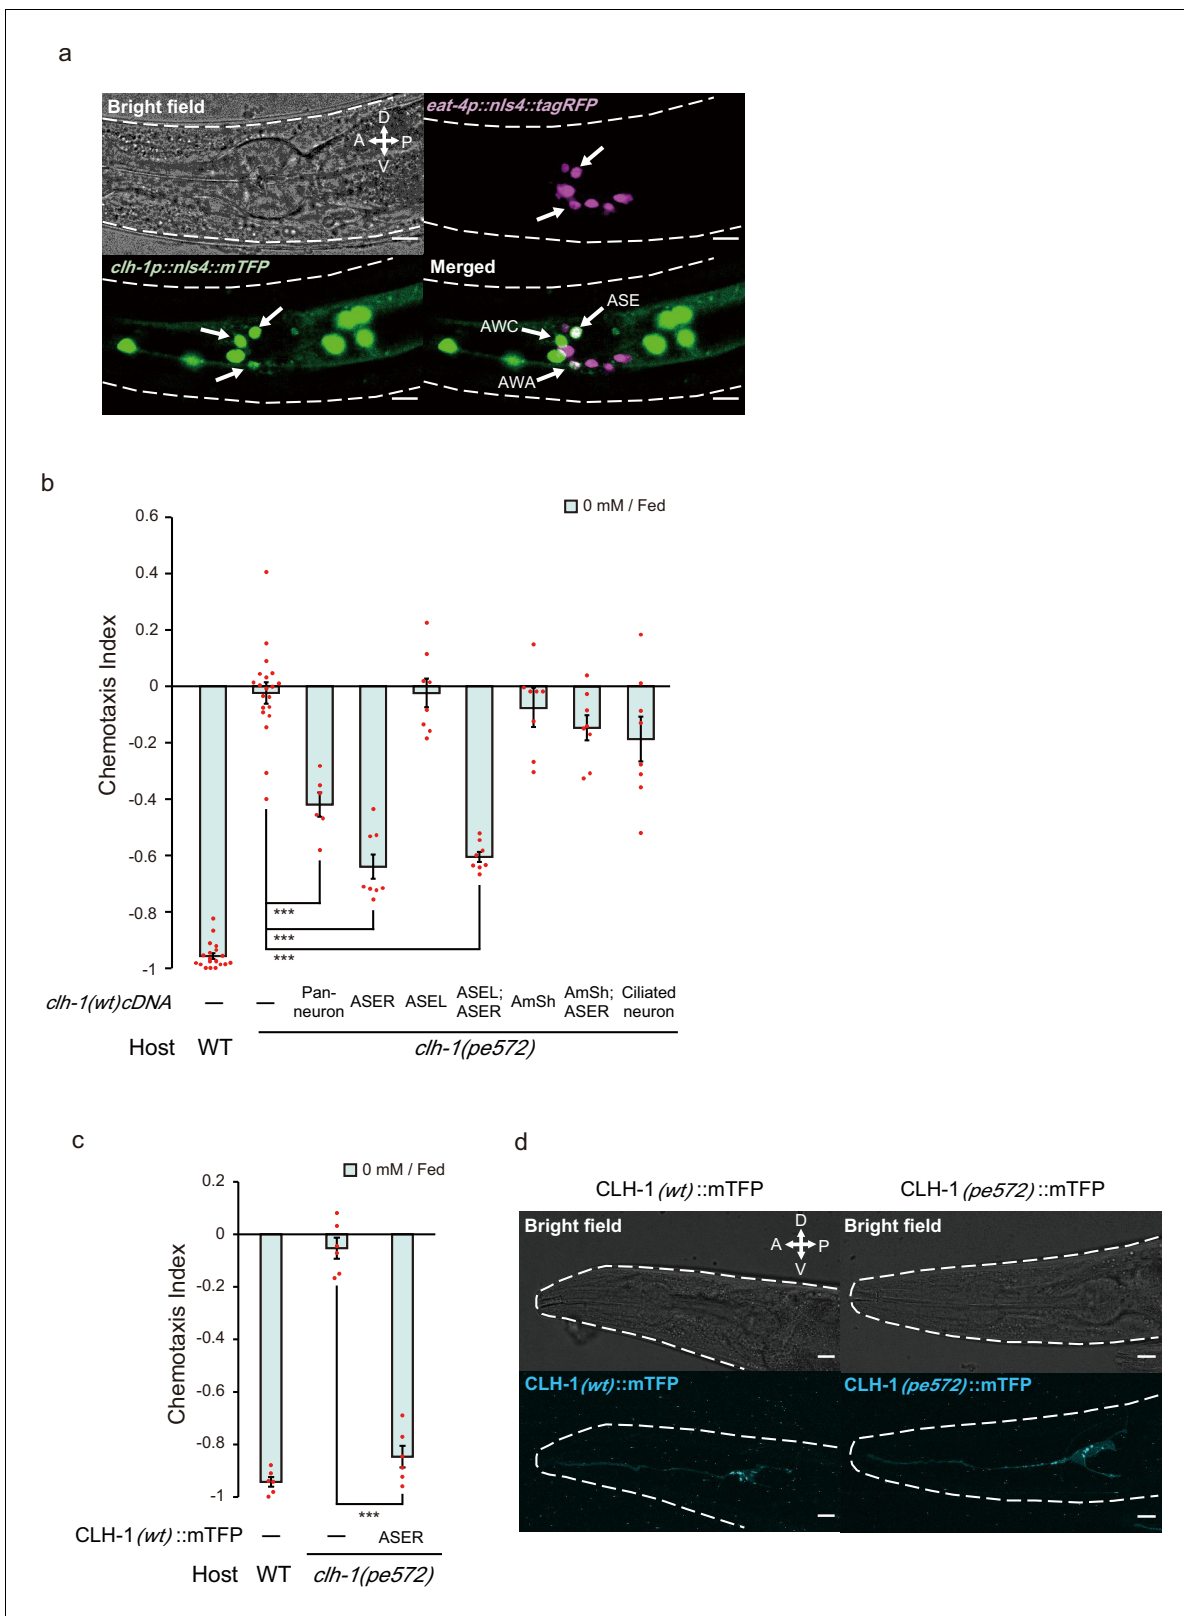 a
Bright field
D
A P
V
eat-4p::nls4::tagRFP
clh-1p::nls4::mTFP
Merged
ASE
AWC
AWA
b
0 mM / Fed
Chemotaxis Index
0.6
0.4
0.2
0
-0.2
-0.4
-0.6
-0.8
-1
***
***
***
clh-1(wt)cDNA — — Pan-neuron ASER ASEL ASEL; ASER AmSh AmSh; ASER Ciliated neuron
Host WT clh-1(pe572)
c
0 mM / Fed
Chemotaxis Index
0.2
0
-0.2
-0.4
-0.6
-0.8
-1
***
CLH-1(wt)::mTFP — — ASER
Host WT clh-1(pe572)
d
CLH-1(wt)::mTFP CLH-1(pe572)::mTFP
Bright field
D
A P
V
Bright field
CLH-1(wt)::mTFP
CLH-1(pe572)::mTFP